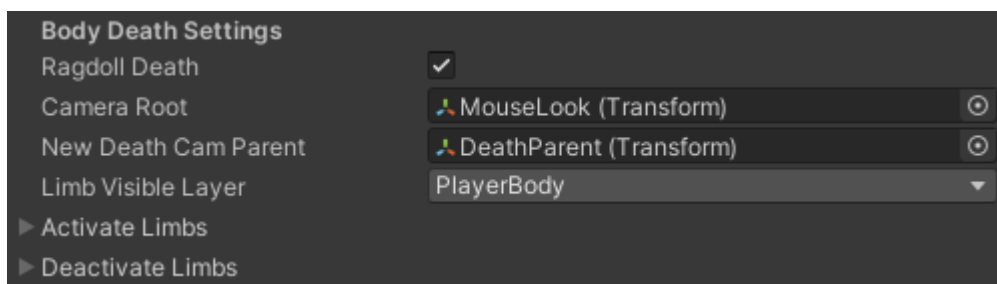 Body Death Settings
Ragdoll Death
Camera Root MouseLook (Transform)
New Death Cam Parent DeathParent (Transform)
Limb Visible Layer PlayerBody
Activate Limbs
Deactivate Limbs